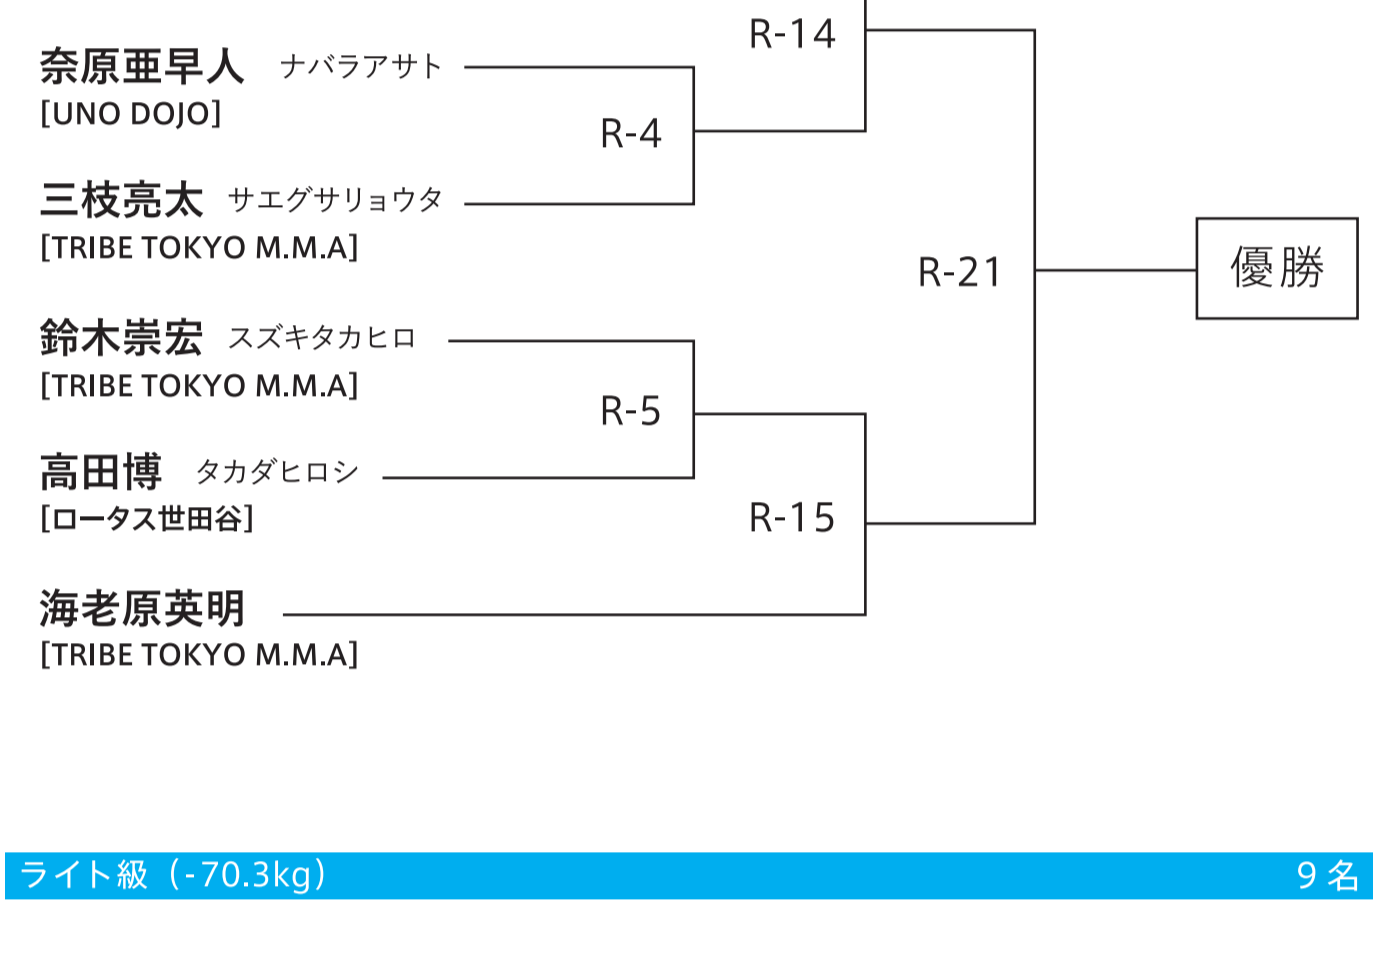 R-14
奈原亜早人 ナバラアサト
[UNO DOJO]
R-4
三枝亮太 サエグサリョウタ
[TRIBE TOKYO M.M.A]
R-21
優勝
鈴木崇宏 スズキタカヒロ
[TRIBE TOKYO M.M.A]
R-5
高田博 タカダヒロシ
[ロータス世田谷]
R-15
海老原英明
[TRIBE TOKYO M.M.A]
ライト級（-70.3kg） 9名